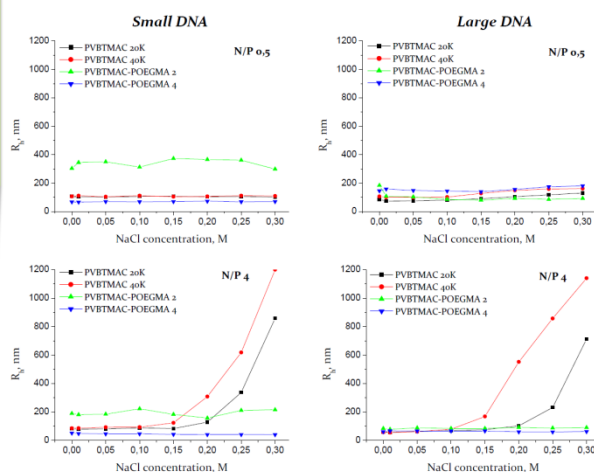 Small DNA
Large DNA
1200
1000
800
600
400
200
0
Rh, nm
PVBTMAC 20K
PVBTMAC 40K
PVBTMAC-POEGMA 2
PVBTMAC-POEGMA 4
N/P 0,5
0,00 0,05 0,10 0,15 0,20 0,25 0,30
NaCl concentration, M
1200
1000
800
600
400
200
0
Rh, nm
PVBTMAC 20K
PVBTMAC 40K
PVBTMAC-POEGMA 2
PVBTMAC-POEGMA 4
N/P 0,5
0,00 0,05 0,10 0,15 0,20 0,25 0,30
NaCl concentration, M
1200
1000
800
600
400
200
0
Rh, nm
PVBTMAC 20K
PVBTMAC 40K
PVBTMAC-POEGMA 2
PVBTMAC-POEGMA 4
N/P 4
0,00 0,05 0,10 0,15 0,20 0,25 0,30
NaCl concentration, M
1200
1000
800
600
400
200
0
Rh, nm
PVBTMAC 20K
PVBTMAC 40K
PVBTMAC-POEGMA 2
PVBTMAC-POEGMA 4
N/P 4
0,00 0,05 0,10 0,15 0,20 0,25 0,30
NaCl concentration, M